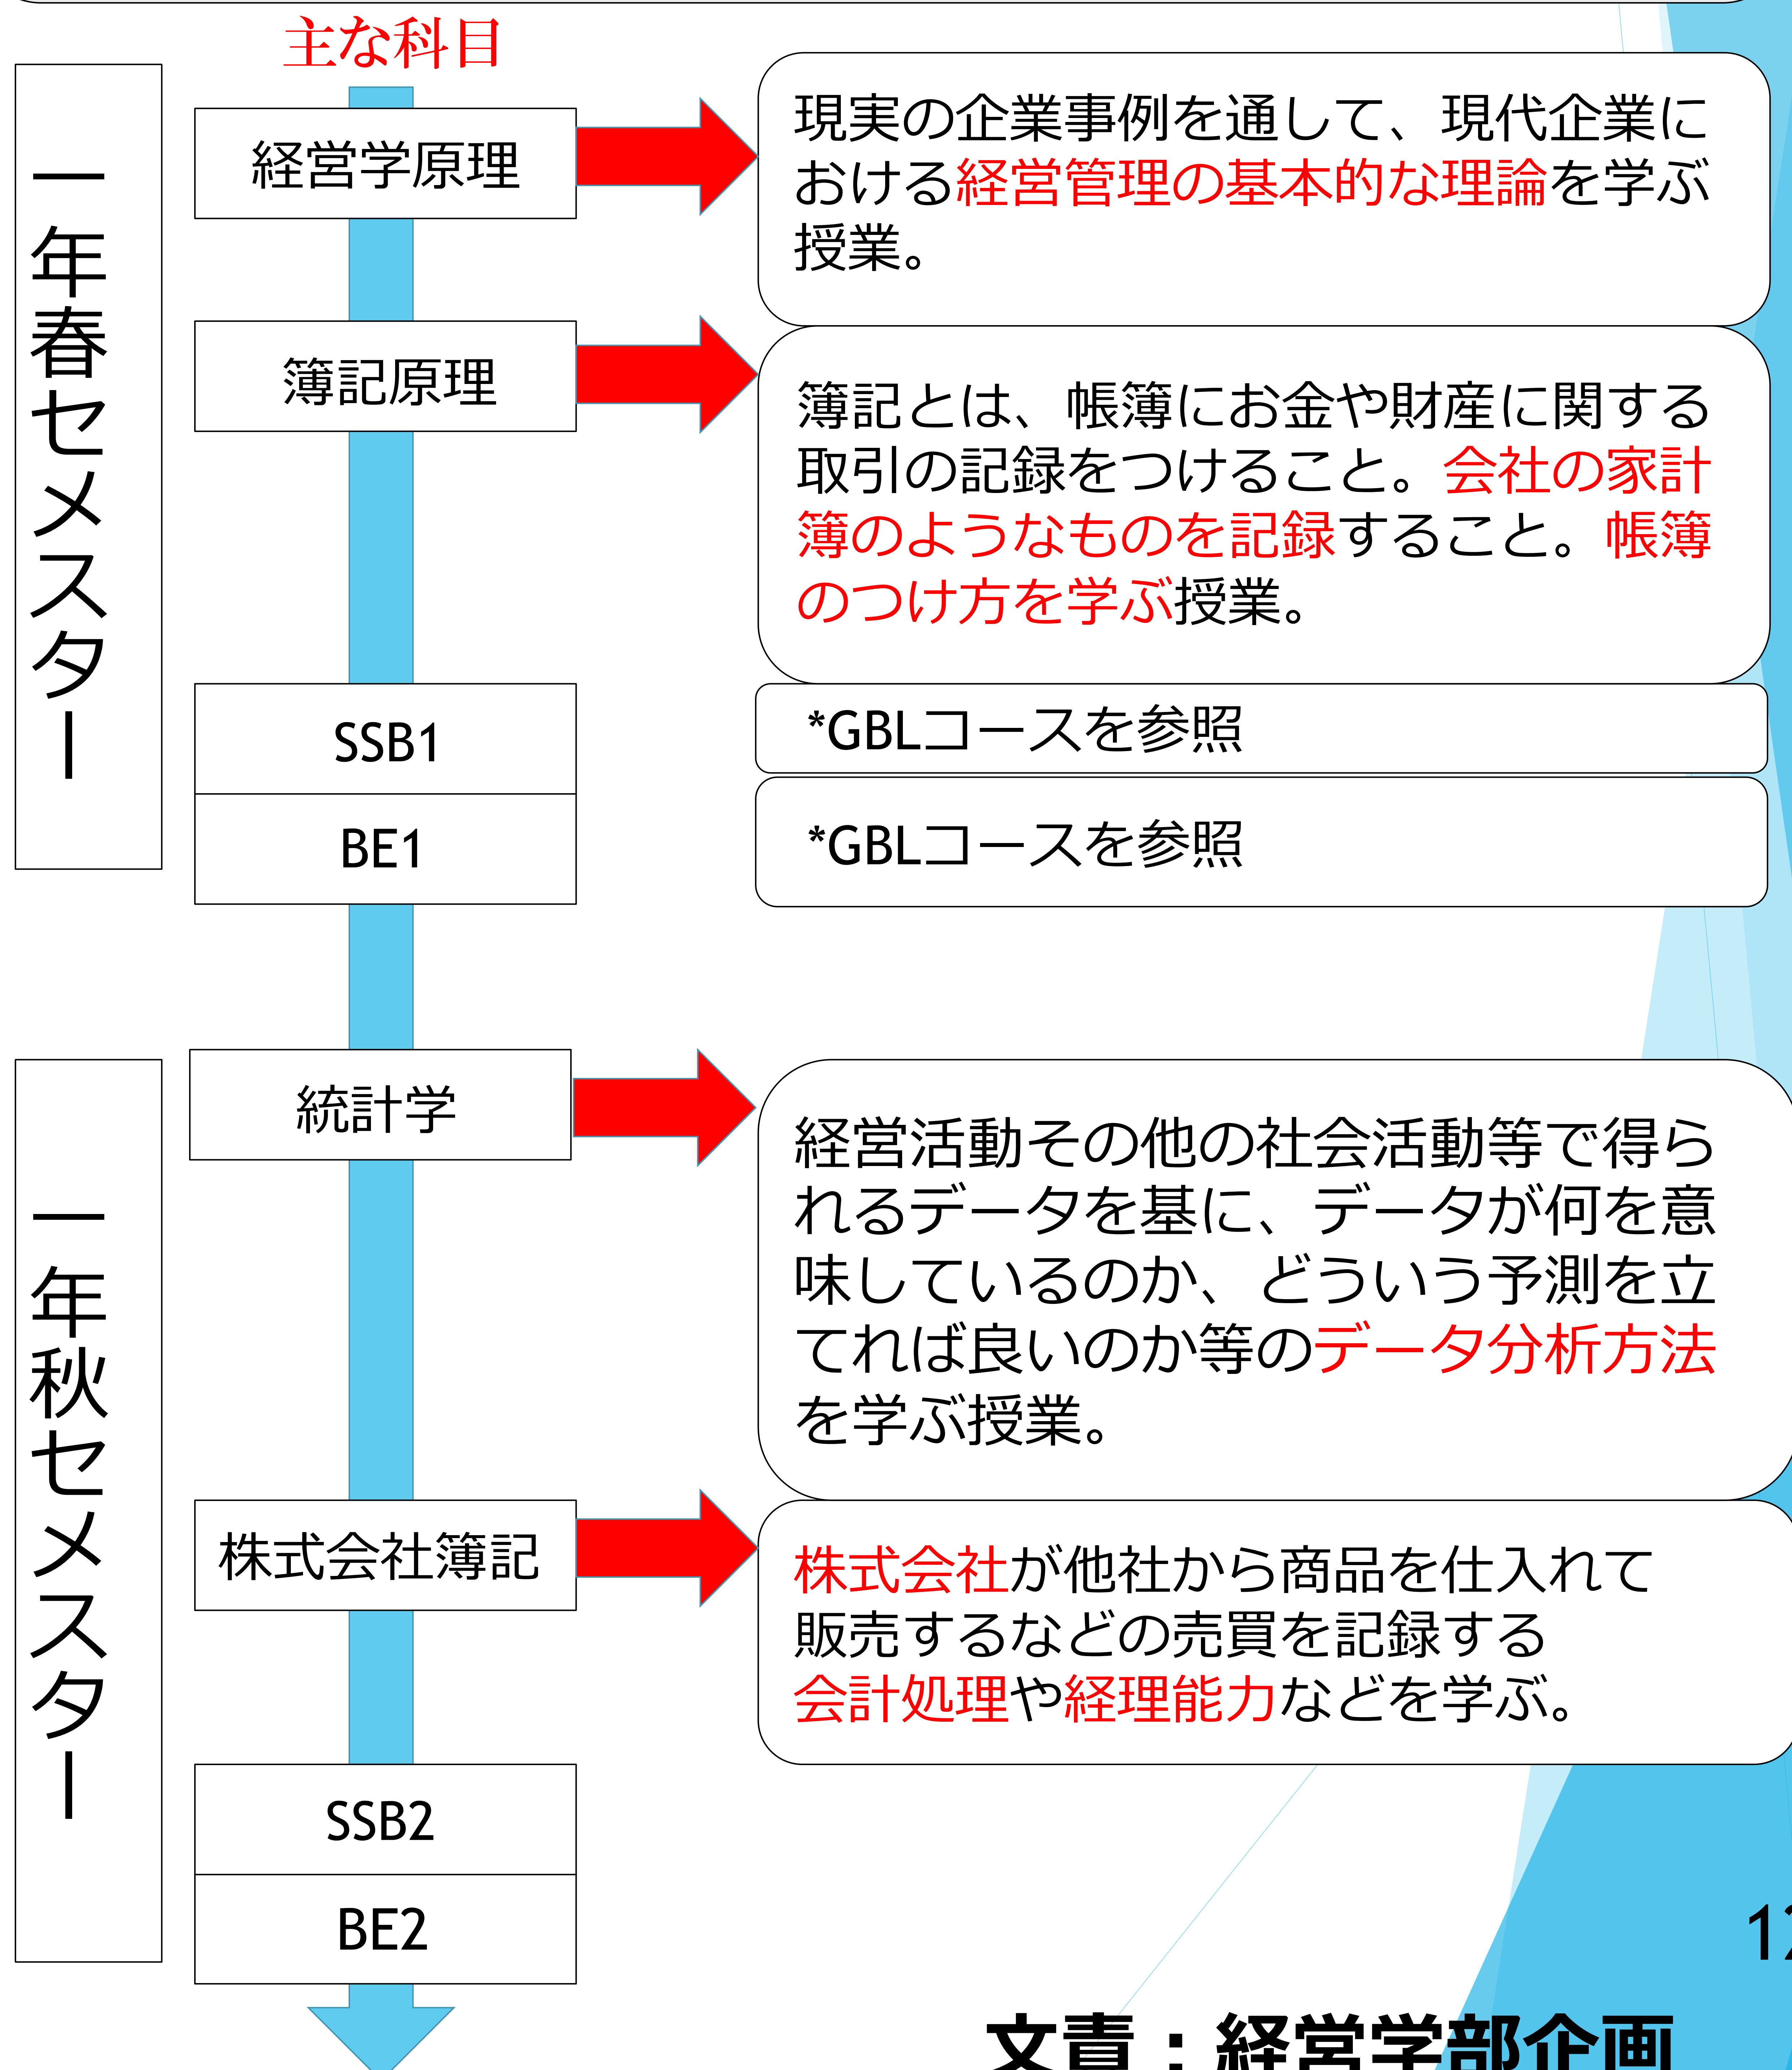 主な科目
一年春セメスター
経営学原理
現実の企業事例を通して、現代企業に
おける経営管理の基本的な理論を学ぶ
授業。
簿記原理
簿記とは、帳簿にお金や財産に関する
取引の記録をつけること。会社の家計
簿のようなものを記録すること。帳簿
のつけ方を学ぶ授業。
SSB1
*GBLコースを参照
BE1
*GBLコースを参照
一年秋セメスター
統計学
経営活動その他の社会活動等で得ら
れるデータを基に、データが何を意
味しているのか、どういう予測を立
てれば良いのか等のデータ分析方法
を学ぶ授業。
株式会社簿記
株式会社が他社から商品を仕入れて
販売するなどの売買を記録する
会計処理や経理能力などを学ぶ。
SSB2
BE2
12
文責：経営学部企画